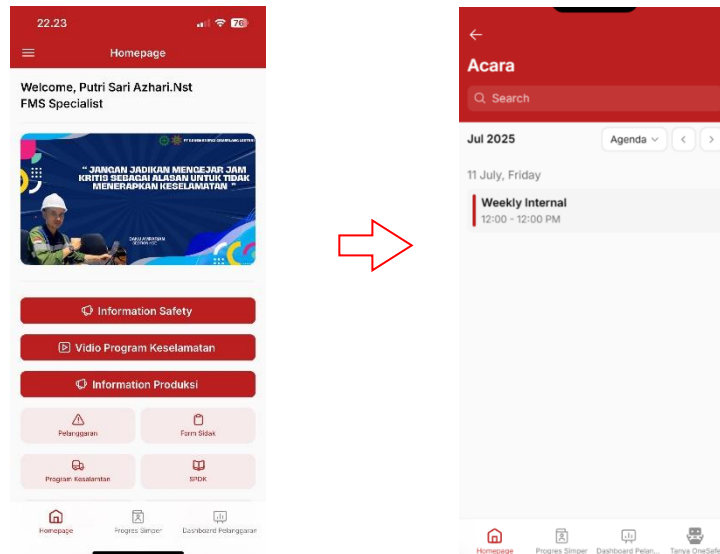 22.23
76
Homepage
Welcome, Putri Sari Azhari.Nst
FMS Specialist
" JANGAN JADIKAN MENGEJAR JAM
KRITIS SEBAGAI ALASAN UNTUK TIDAK
MENERAPKAN KESELAMATAN "
Information Safety
Vidio Program Keselamatan
Information Produksi
Pelanggaran
Form Sidak
Program Kesalamtan
SPDK
Homepage
Progres Simper
Dashboard Pelanggaran
Acara
Search
Jul 2025
Agenda
11 July, Friday
Weekly Internal
12:00 - 12:00 PM
Homepage
Progres Simper
Dashboard Pelan...